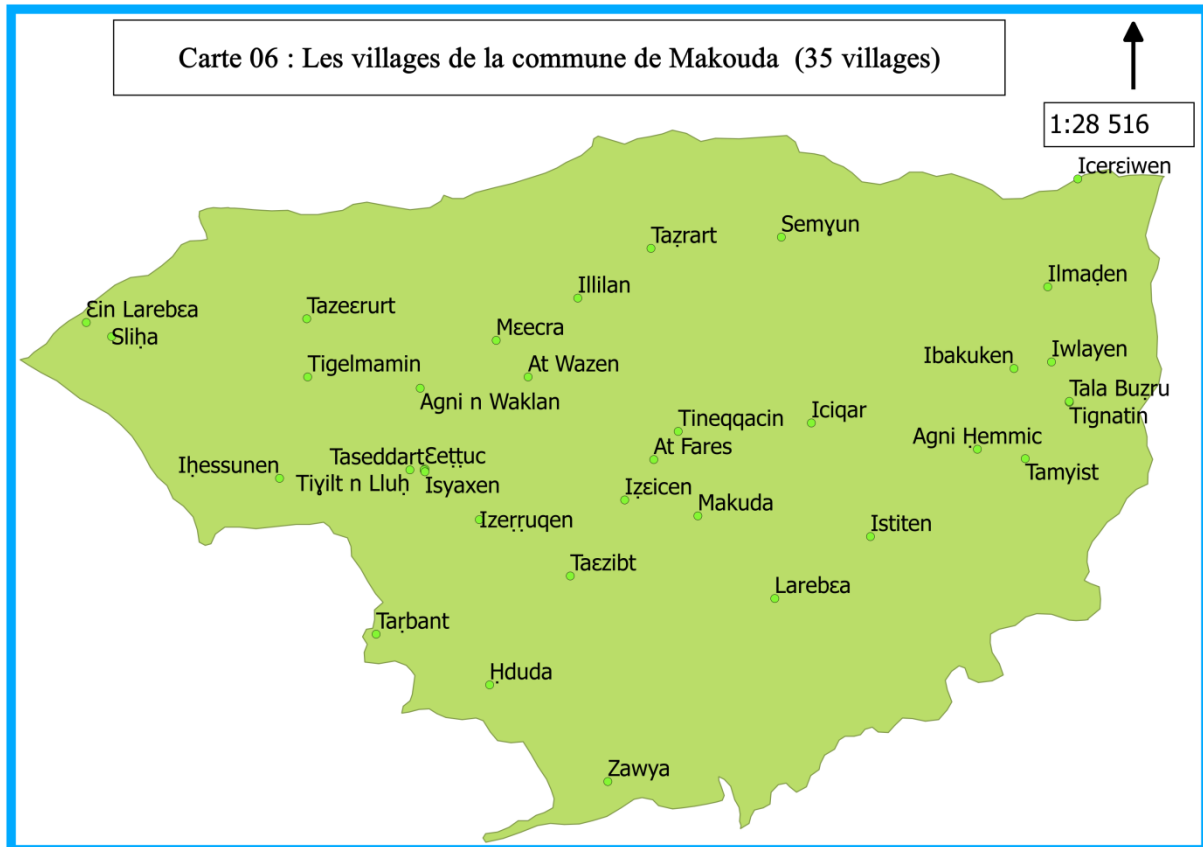 Carte 06 : Les villages de la commune de Makouda (35 villages)
1:28 516
Icerɛiwen
Semɣun
Taẓrart
Ilmaḍen
Illilan
Ɛin Larebɛa
Tazeɛrurt
Sliḥa
Mɛecra
Iwlayen
Ibakuken
At Wazen
Tigelmamin
Tala Buẓru
Agni n Waklan
Tignatin
Tineqqacin
Iciqar
Agni Ḥemmic
At Fares
Taseddart
Ɛeṭṭuc
Iḥessunen
Tamyist
Tiɣilt n Lluḥ
Isyaxen
Iẓɛicen
Makuda
Izeṛṛuqen
Istiten
Taɛzibt
Larebɛa
Taṛbant
Ḥduda
Zawya